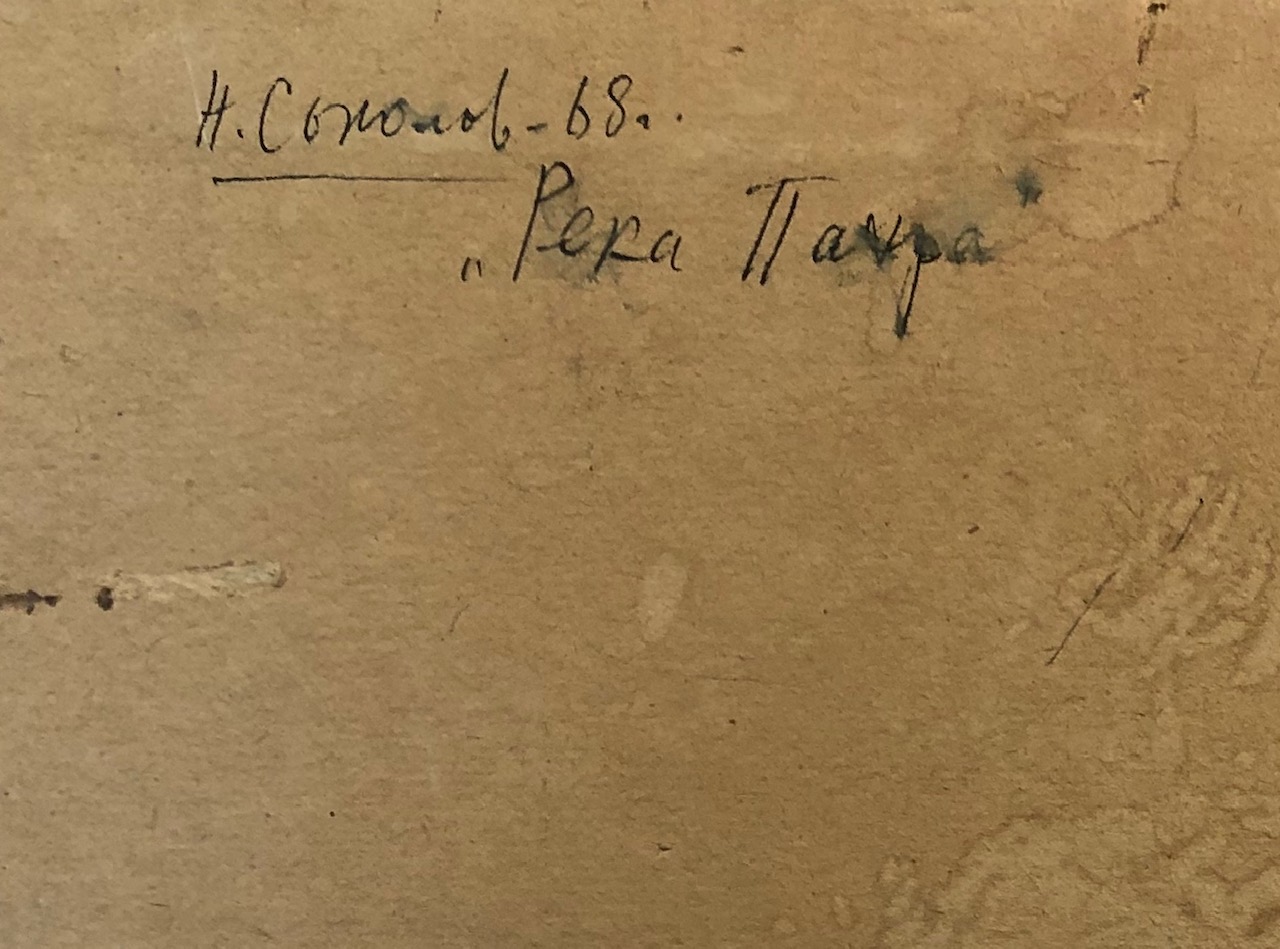 Н. Соколов - 68 г.
„Река Пахра"